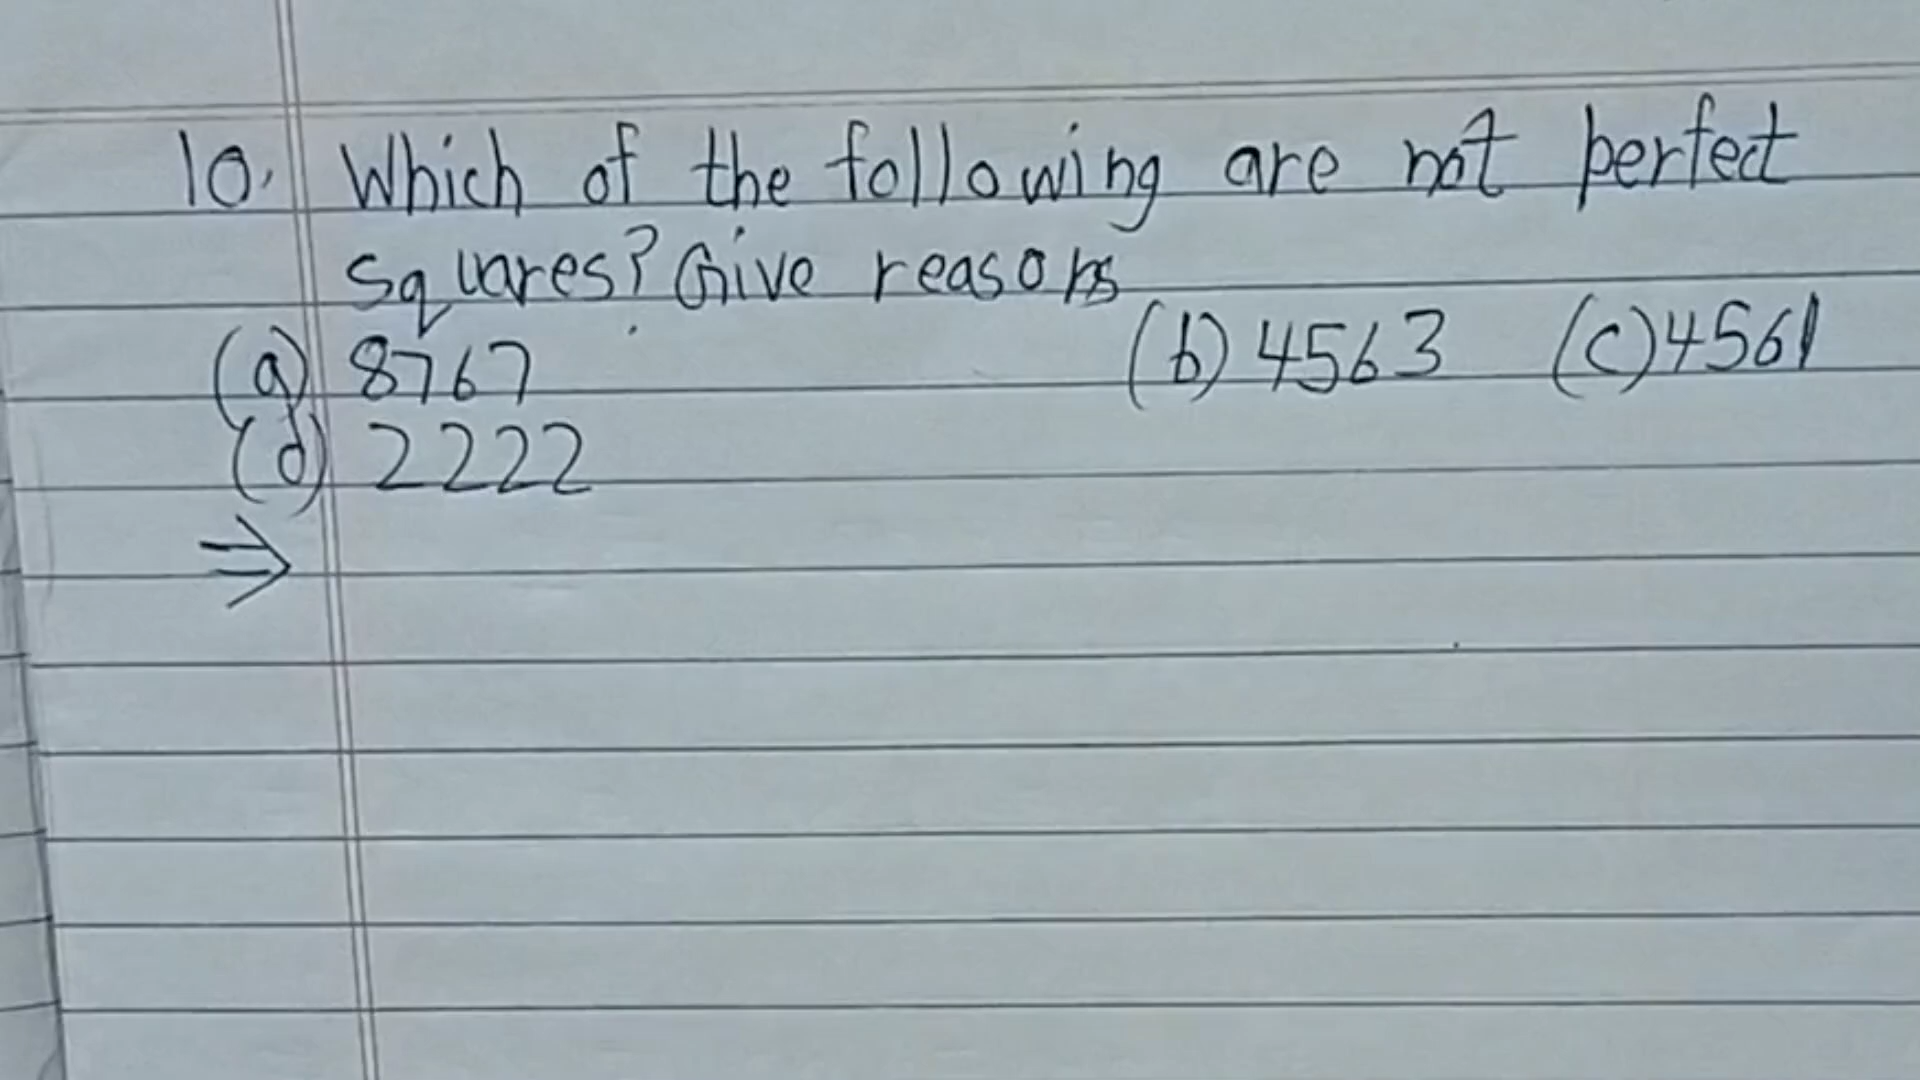 10. Which of the following are not perfect
squares? Give reasons
(a) 8767 (b) 4563 (c) 4561
(d) 2222
⇒